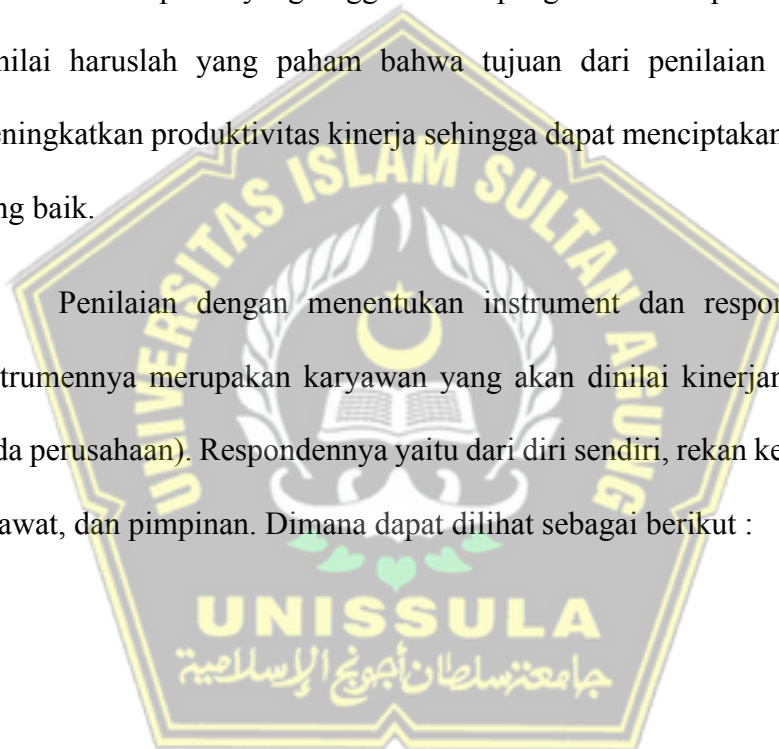 yang
nilai haruslah yang paham bahwa tujuan dari penilaian
eningkatkan produktivitas kinerja sehingga dapat menciptakan
ng baik.
Penilaian dengan menentukan instrument dan respon
trumennya merupakan karyawan yang akan dinilai kinerjan
da perusahaan). Respondennya yaitu dari diri sendiri, rekan ke
awat, dan pimpinan. Dimana dapat dilihat sebagai berikut :
UNIVERSITAS ISLAM SULTAN AGUNG
UNISSULA
جامعة سلطان أجونج الإسلامية